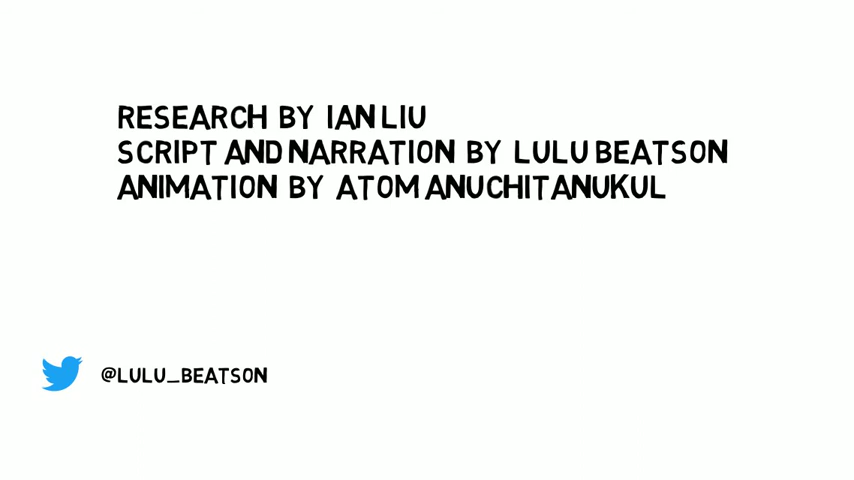 RESEARCH BY IAN LIU
SCRIPT AND NARRATION BY LULU BEATSON
ANIMATION BY ATOM ANUCHITANUKUL
@LULU_BEATSON